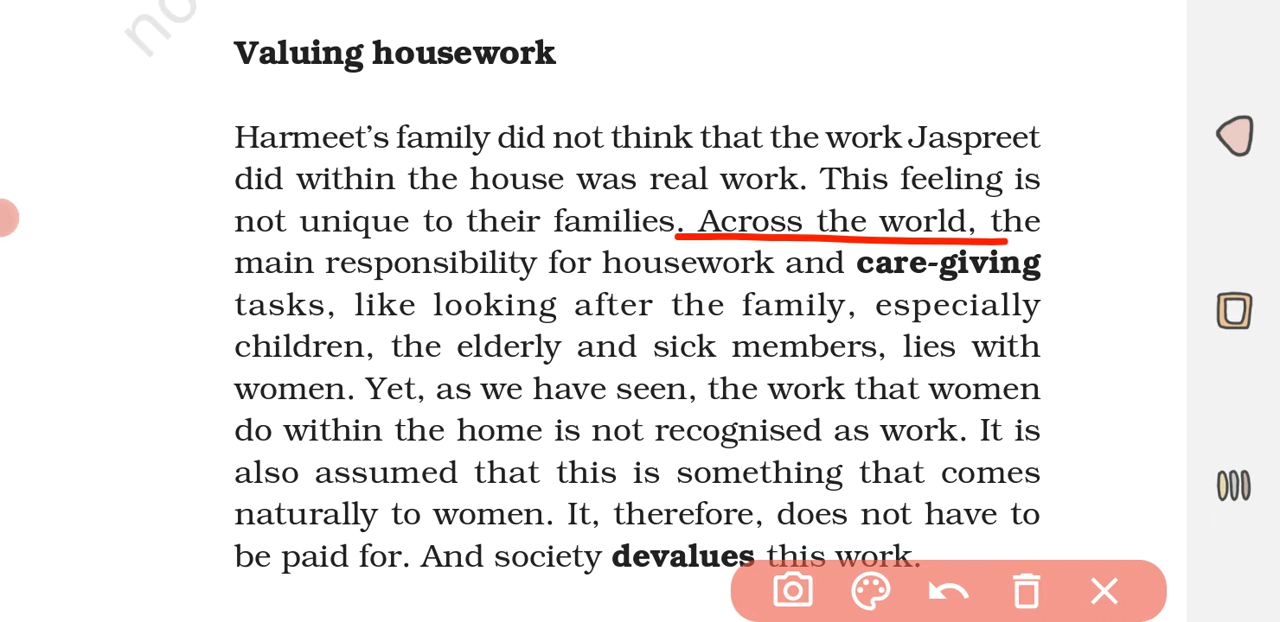 Valuing housework
Harmeet's family did not think that the work Jaspreet
did within the house was real work. This feeling is
not unique to their families. Across the world, the
main responsibility for housework and care-giving
tasks, like looking after the family, especially
children, the elderly and sick members, lies with
women. Yet, as we have seen, the work that women
do within the home is not recognised as work. It is
also assumed that this is something that comes
naturally to women. It, therefore, does not have to
be paid for. And society devalues this work.